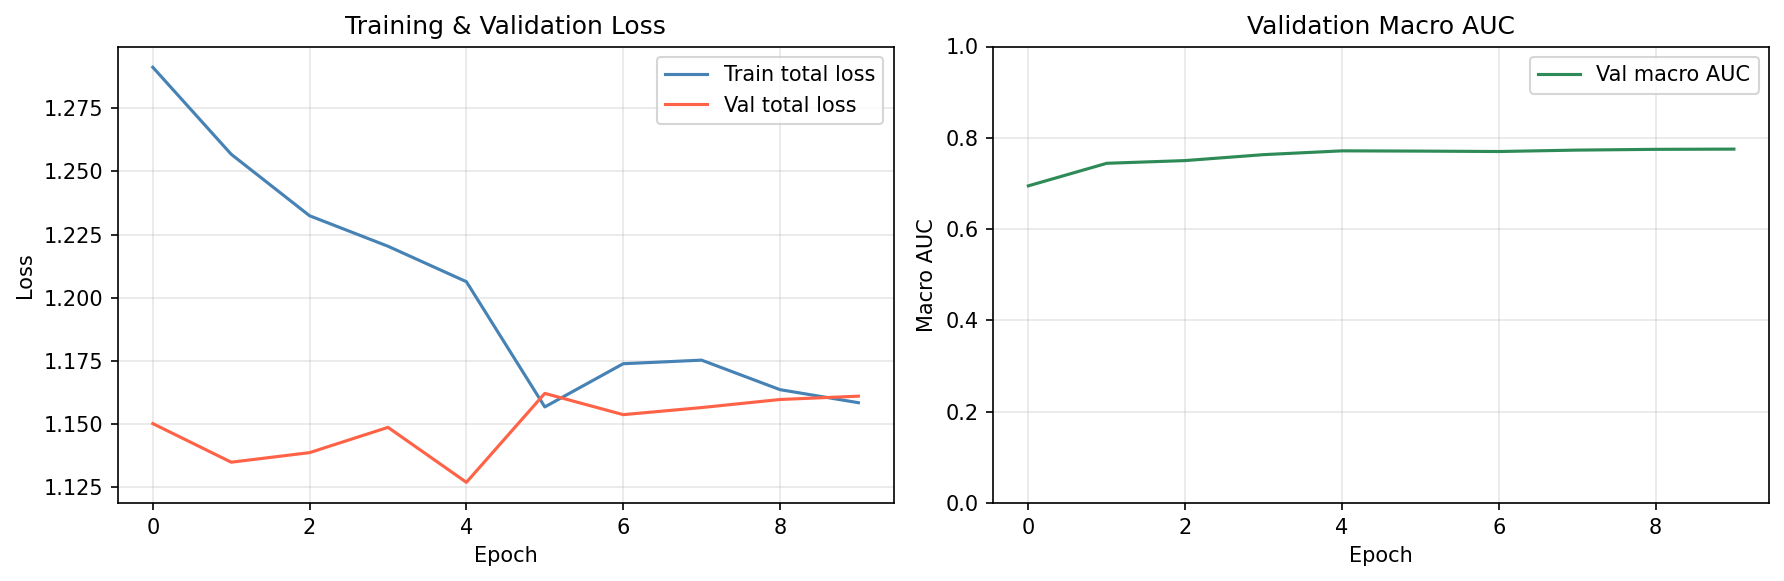 Training & Validation Loss
Train total loss
Val total loss
1.275
1.250
1.225
1.200
1.175
1.150
1.125
Loss
0 2 4 6 8
Epoch
Validation Macro AUC
Val macro AUC
1.0
0.8
0.6
0.4
0.2
0.0
Macro AUC
0 2 4 6 8
Epoch